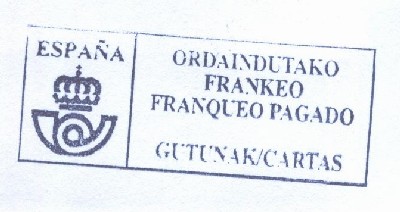 ESPAÑA
ORDAINDUTAKO
FRANKEO
FRANQUEO PAGADO
GUTUNAK/CARTAS